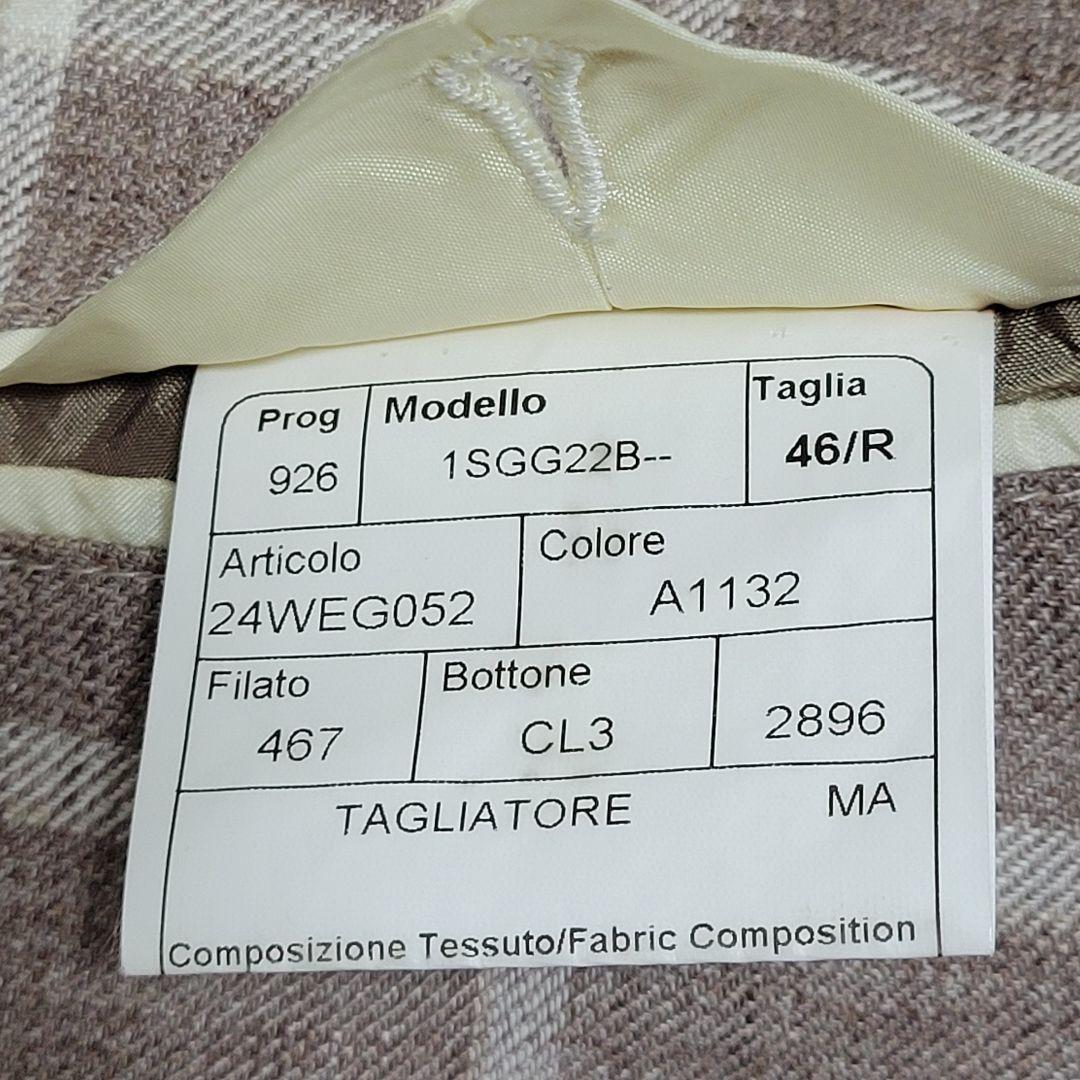 Prog Modello Taglia
926 1SGG22B-- 46/R
Articolo Colore
24WEG052 A1132
Filato Bottone
467 CL3 2896
TAGLIATORE MA
Composizione Tessuto/Fabric Composition